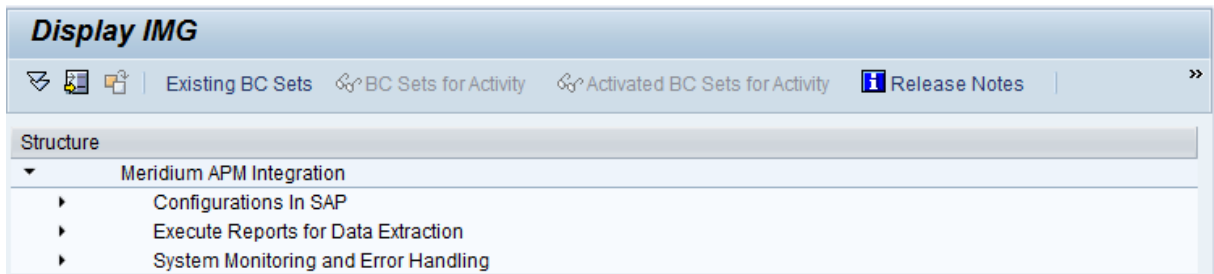 Display IMG
Existing BC Sets BC Sets for Activity Activated BC Sets for Activity Release Notes
Structure
Meridium APM Integration
Configurations In SAP
Execute Reports for Data Extraction
System Monitoring and Error Handling